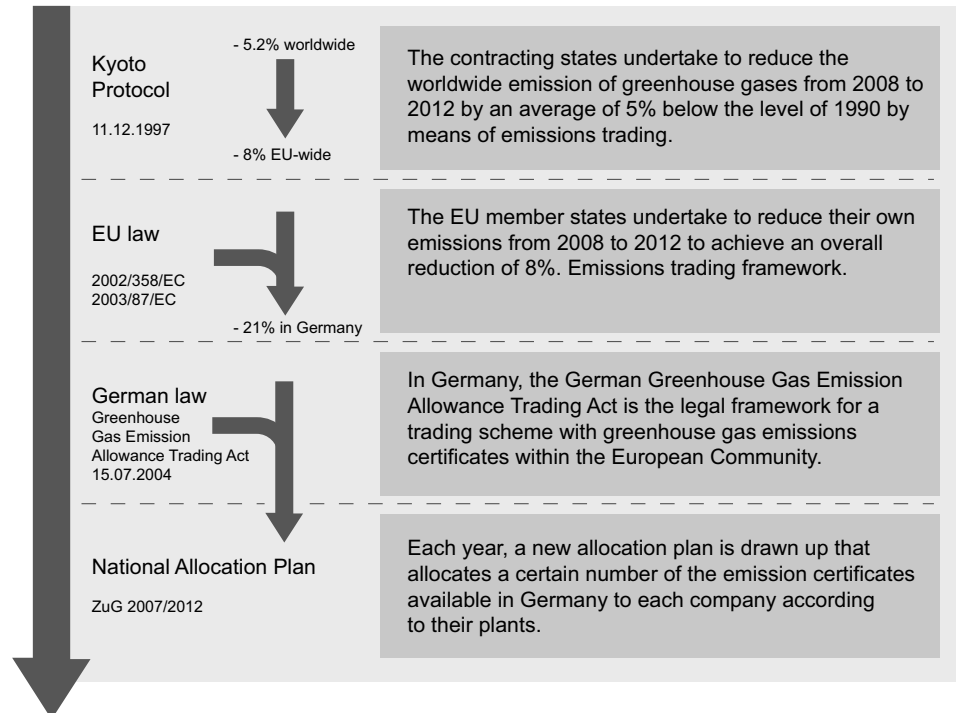 Kyoto
Protocol
11.12.1997
- 5.2% worldwide
- 8% EU-wide
The contracting states undertake to reduce the
worldwide emission of greenhouse gases from 2008 to
2012 by an average of 5% below the level of 1990 by
means of emissions trading.
EU law
2002/358/EC
2003/87/EC
- 21% in Germany
The EU member states undertake to reduce their own
emissions from 2008 to 2012 to achieve an overall
reduction of 8%. Emissions trading framework.
German law
Greenhouse
Gas Emission
Allowance Trading Act
15.07.2004
In Germany, the German Greenhouse Gas Emission
Allowance Trading Act is the legal framework for a
trading scheme with greenhouse gas emissions
certificates within the European Community.
National Allocation Plan
ZuG 2007/2012
Each year, a new allocation plan is drawn up that
allocates a certain number of the emission certificates
available in Germany to each company according
to their plants.